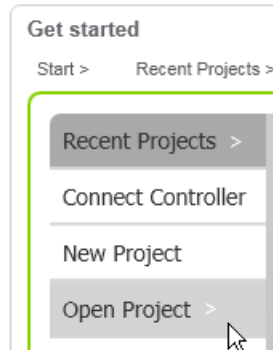 Get started
Start > Recent Projects >
Recent Projects >
Connect Controller
New Project
Open Project >